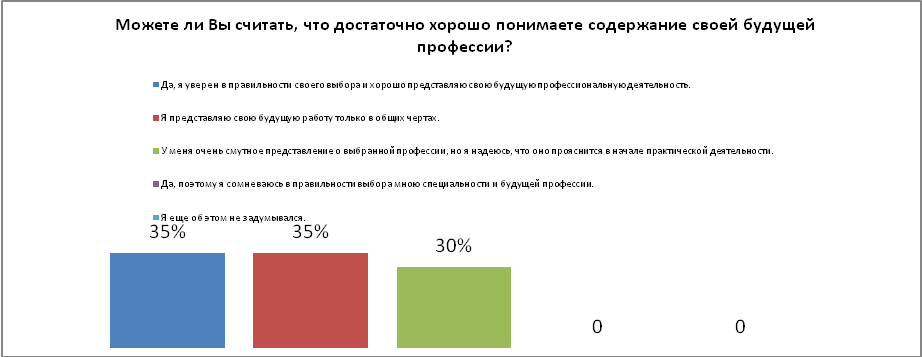 Можете ли Вы считать, что достаточно хорошо понимаете содержание своей будущей
профессии?
Да, я уверен в правильности своего выбора и хорошо представляю свою будущую профессиональную деятельность.
Я представляю свою будущую работу только в общих чертах.
У меня очень смутное представление о выбранной профессии, но я надеюсь, что оно прояснится в начале практической деятельности.
Да, поэтому я сомневаюсь в правильности выбора мною специальности и будущей профессии.
Я еще об этом не задумывался.
35%
35%
30%
0
0